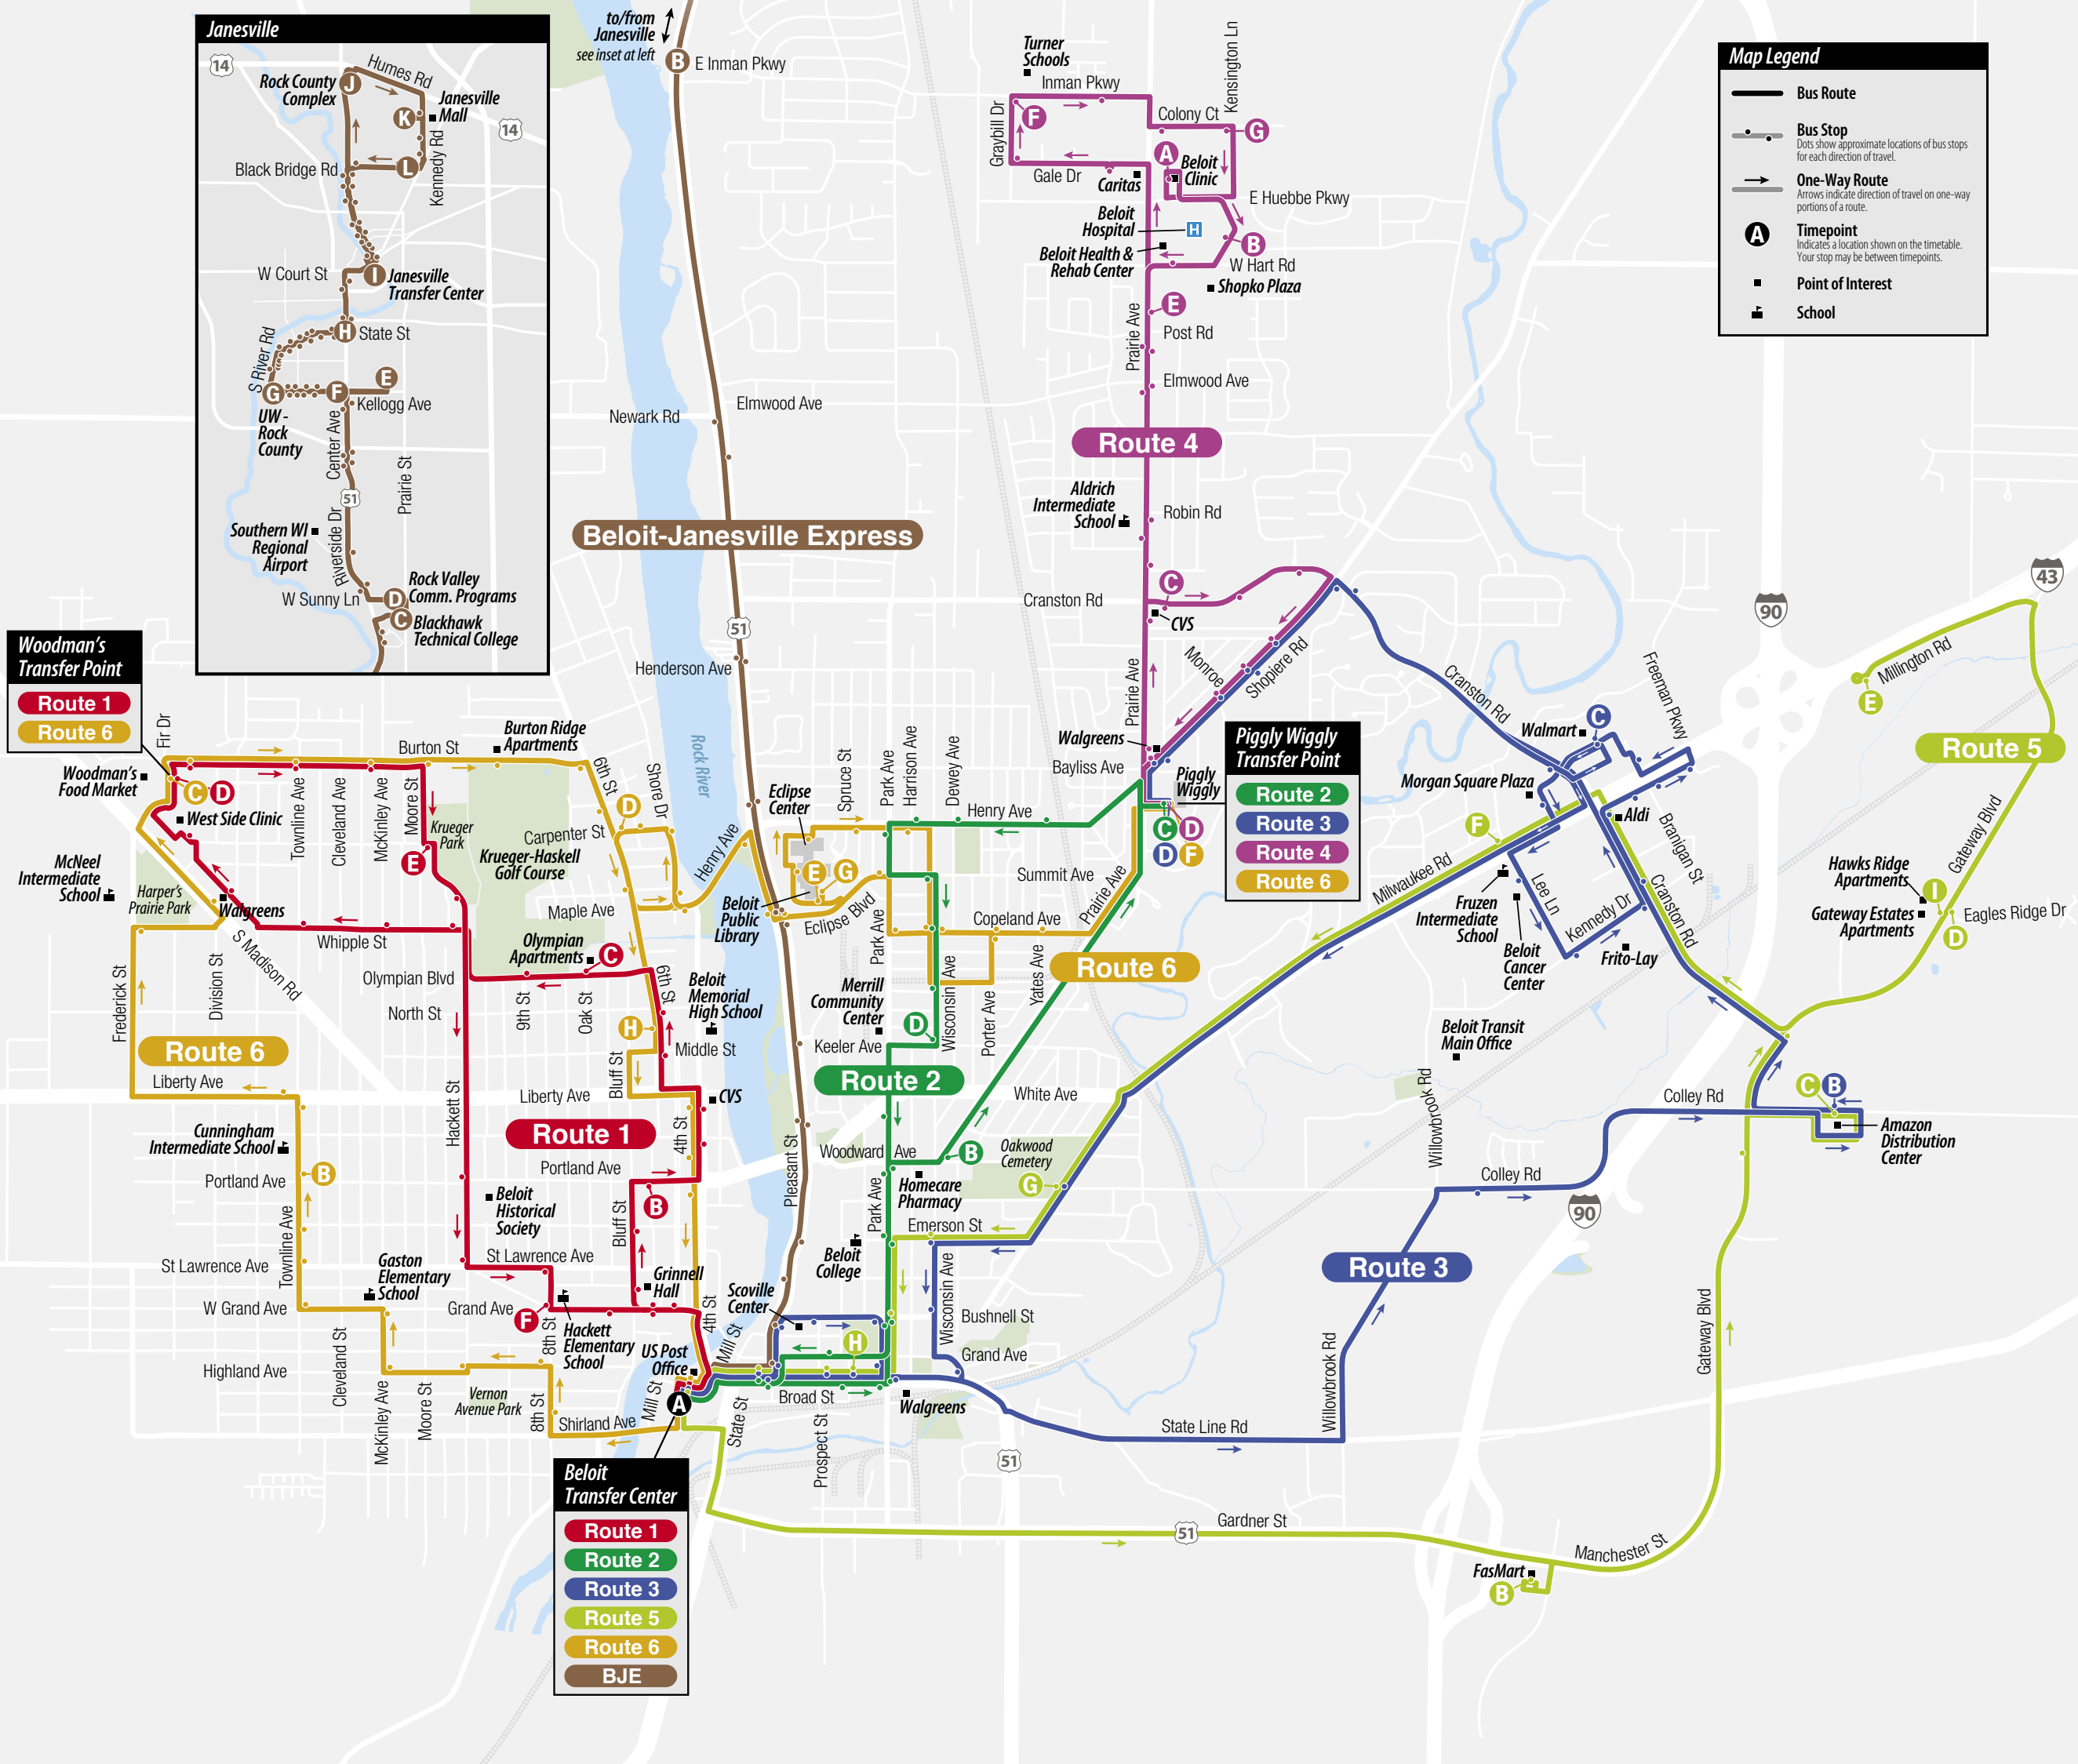 Janesville
14
Humes Rd
Rock County
Complex
J
K
Janesville
Mall
14
Black Bridge Rd
L
Kennedy Rd
W Court St
I
Janesville
Transfer Center
H
State St
S River Rd
E
G
F
Kellogg Ave
UW -
Rock
County
Center Ave
Prairie St
51
Southern WI
Regional
Airport
Riverside Dr
W Sunny Ln
D
Rock Valley
Comm. Programs
C
Blackhawk
Technical College
to/from
Janesville
see inset at left
B
E Inman Pkwy
Newark Rd
Elmwood Ave
Beloit-Janesville Express
51
Henderson Ave
Rock River
Turner
Schools
Inman Pkwy
Kensington Ln
Graybill Dr
F
Colony Ct
G
A
Beloit
Clinic
Gale Dr
Caritas
E Huebbe Pkwy
Beloit
Hospital
H
B
Beloit Health &
Rehab Center
W Hart Rd
Shopko Plaza
E
Prairie Ave
Post Rd
Elmwood Ave
Route 4
Aldrich
Intermediate
School
Robin Rd
C
Cranston Rd
CVS
Monroe
Shopiere Rd
Prairie Ave
Walgreens
Bayliss Ave
Piggly
Wiggly
C
D
D
F
Piggly Wiggly
Transfer Point
Route 2
Route 3
Route 4
Route 6
Map Legend
Bus Route
Bus Stop
Dots show approximate locations of bus stops
for each direction of travel.
One-Way Route
Arrows indicate direction of travel on one-way
portions of a route.
A
Timepoint
Indicates a location shown on the timetable.
Your stop may be between timepoints.
Point of Interest
School
43
90
Millington Rd
E
Route 5
Freeman Pkwy
Cranston Rd
Walmart
C
Morgan Square Plaza
F
Aldi
Branigan St
Milwaukee Rd
Fruzen
Intermediate
School
Lee Ln
Kennedy Dr
Beloit
Cancer
Center
Frito-Lay
Cranston Rd
Gateway Blvd
Hawks Ridge
Apartments
I
Gateway Estates
Apartments
Eagles Ridge Dr
D
Beloit Transit
Main Office
Willowbrook Rd
Colley Rd
C
B
Amazon
Distribution
Center
Colley Rd
90
Route 3
Willowbrook Rd
State Line Rd
Gateway Blvd
51
51
Gardner St
Manchester St
FasMart
B
Woodman's
Transfer Point
Route 1
Route 6
Fir Dr
Burton St
Burton Ridge
Apartments
Woodman's
Food Market
C
D
West Side Clinic
Townline Ave
Cleveland Ave
McKinley Ave
Moore St
Krueger
Park
E
Krueger-Haskell
Golf Course
6th St
Shore Dr
D
Carpenter St
Henry Ave
Maple Ave
McNeel
Intermediate
School
Harper's
Prairie Park
Walgreens
Whipple St
S Madison Rd
Olympian
Apartments
C
Olympian Blvd
North St
9th St
Oak St
6th St
Beloit
Memorial
High School
H
Middle St
Bluff St
Frederick St
Division St
Route 6
Liberty Ave
Liberty Ave
CVS
Hackett St
Route 1
4th St
Cunningham
Intermediate School
Portland Ave
B
Portland Ave
Beloit
Historical
Society
B
Bluff St
Townline Ave
St Lawrence Ave
St Lawrence Ave
Gaston
Elementary
School
W Grand Ave
Grand Ave
F
8th St
Hackett
Elementary
School
Grinnell
Hall
4th St
Highland Ave
Cleveland St
McKinley Ave
Moore St
Vernon
Avenue Park
8th St
Shirland Ave
US Post
Office
Mill St
Mill St
A
State St
Eclipse
Center
Spruce St
Park Ave
Harrison Ave
Dewey Ave
Henry Ave
E
G
Beloit
Public
Library
Eclipse Blvd
Park Ave
Summit Ave
Copeland Ave
Prairie Ave
Route 6
Merrill
Community
Center
D
Wisconsin Ave
Porter Ave
Yates Ave
Keeler Ave
Route 2
White Ave
Pleasant St
Woodward Ave
B
Oakwood
Cemetery
G
Homecare
Pharmacy
Park Ave
Emerson St
Beloit
College
Scoville
Center
H
Wisconsin Ave
Bushnell St
Grand Ave
Broad St
Walgreens
Prospect St
Beloit
Transfer Center
Route 1
Route 2
Route 3
Route 5
Route 6
BJE